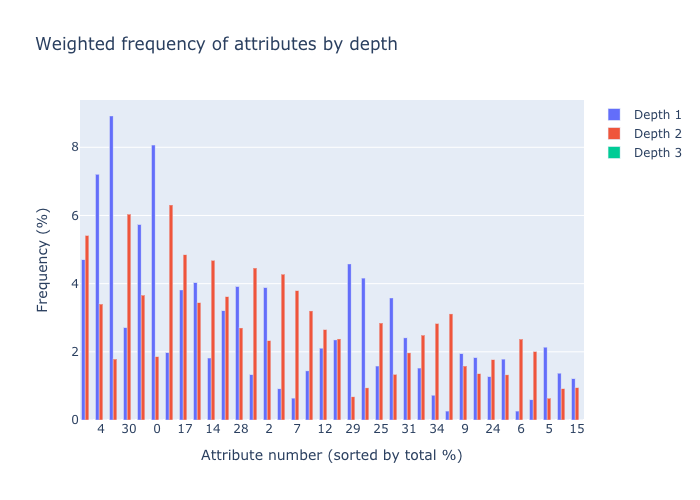 Weighted frequency of attributes by depth
Depth 1
Depth 2
Depth 3
Frequency (%)
8
6
4
2
0
4 30 0 17 14 28 2 7 12 29 25 31 34 9 24 6 5 15
Attribute number (sorted by total %)